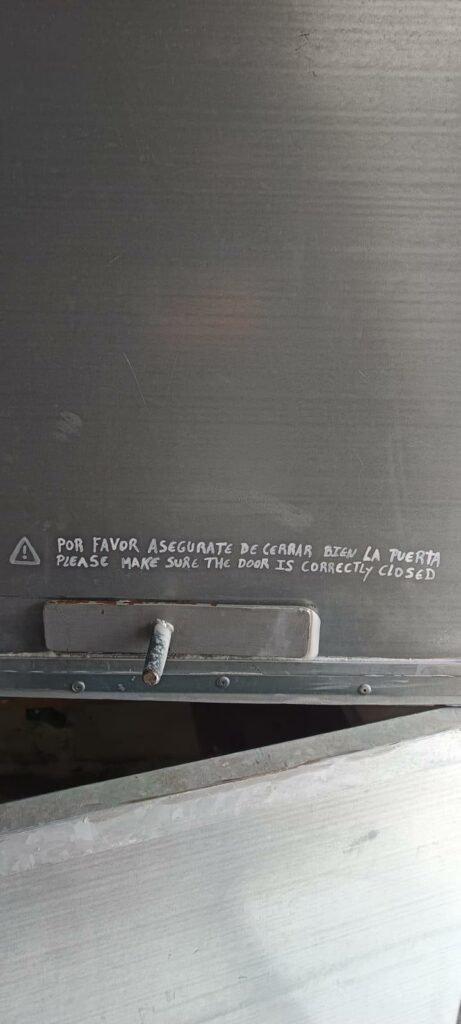 POR FAVOR ASEGURATE DE CERRAR BIEN LA PUERTA
PLEASE MAKE SURE THE DOOR IS CORRECTLY CLOSED